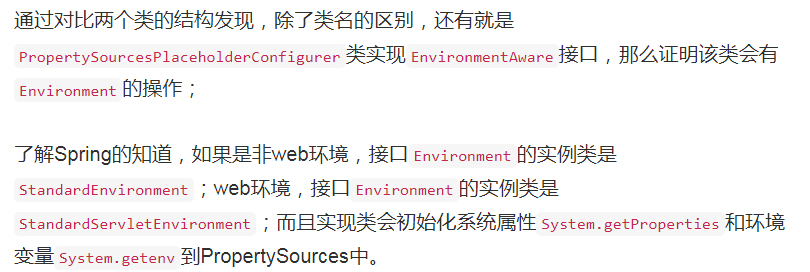 通过对比两个类的结构发现，除了类名的区别，还有就是
PropertySourcesPlaceholderConfigurer 类实现 EnvironmentAware 接口，那么证明该类会有
Environment 的操作；
了解Spring的知道，如果是非web环境，接口 Environment 的实例类是
StandardEnvironment ；web环境，接口 Environment 的实例类是
StandardServletEnvironment ；而且实现类会初始化系统属性 System.getProperties 和环境
变量 System.getenv 到PropertySources中。